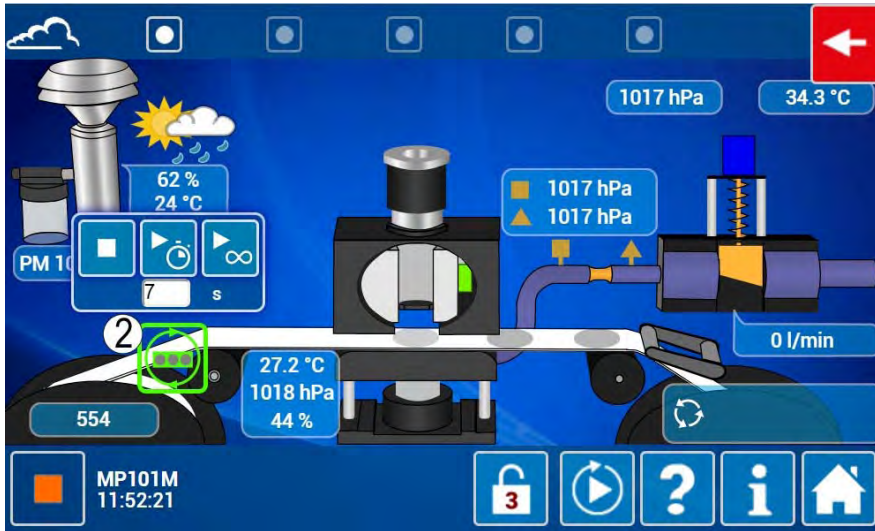 1017 hPa
34.3 °C
62 %
24 °C
1017 hPa
1017 hPa
PM 10
7 s
2
0 l/min
27.2 °C
1018 hPa
44 %
554
MP101M
11:52:21
3
?
i